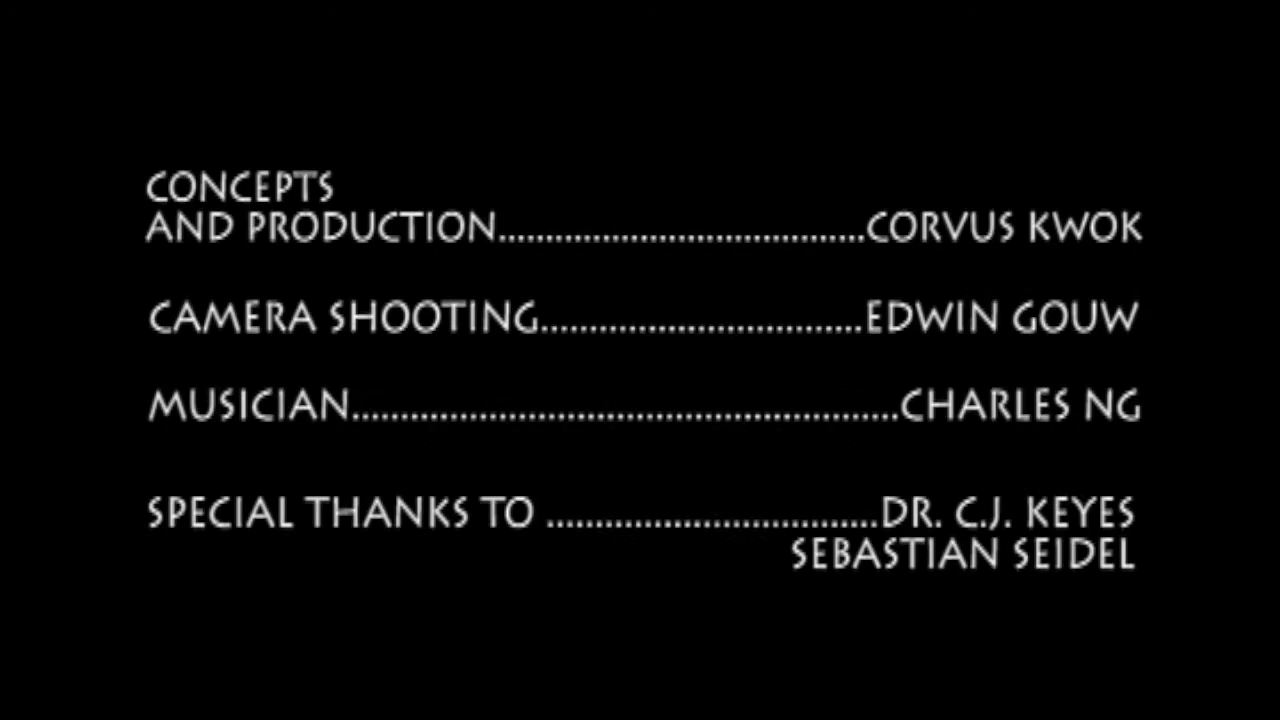 CONCEPTS
AND PRODUCTION.....................................CORVUS KWOK
CAMERA SHOOTING.................................EDWIN GOUW
MUSICIAN........................................................CHARLES NG
SPECIAL THANKS TO ..................................DR. C.J. KEYES
SEBASTIAN SEIDEL